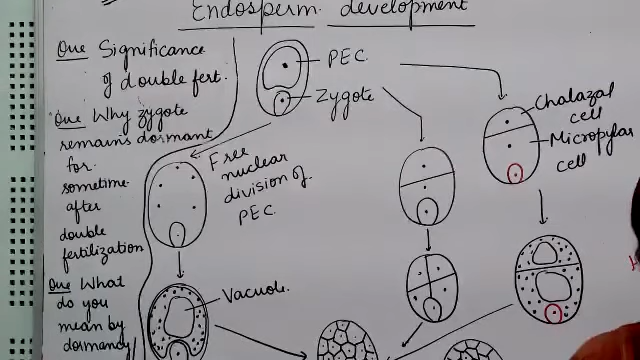 Endosperm development
Que Significance
of double fert.
Que Why zygote
remains dormant
for
sometime
after
double
fertilization
Que What
do you
mean by
dormancy
PEC
Zygote
Free
nuclear
division of
PEC
Vacuole.
Chalazal
cell
Micropylar
cell